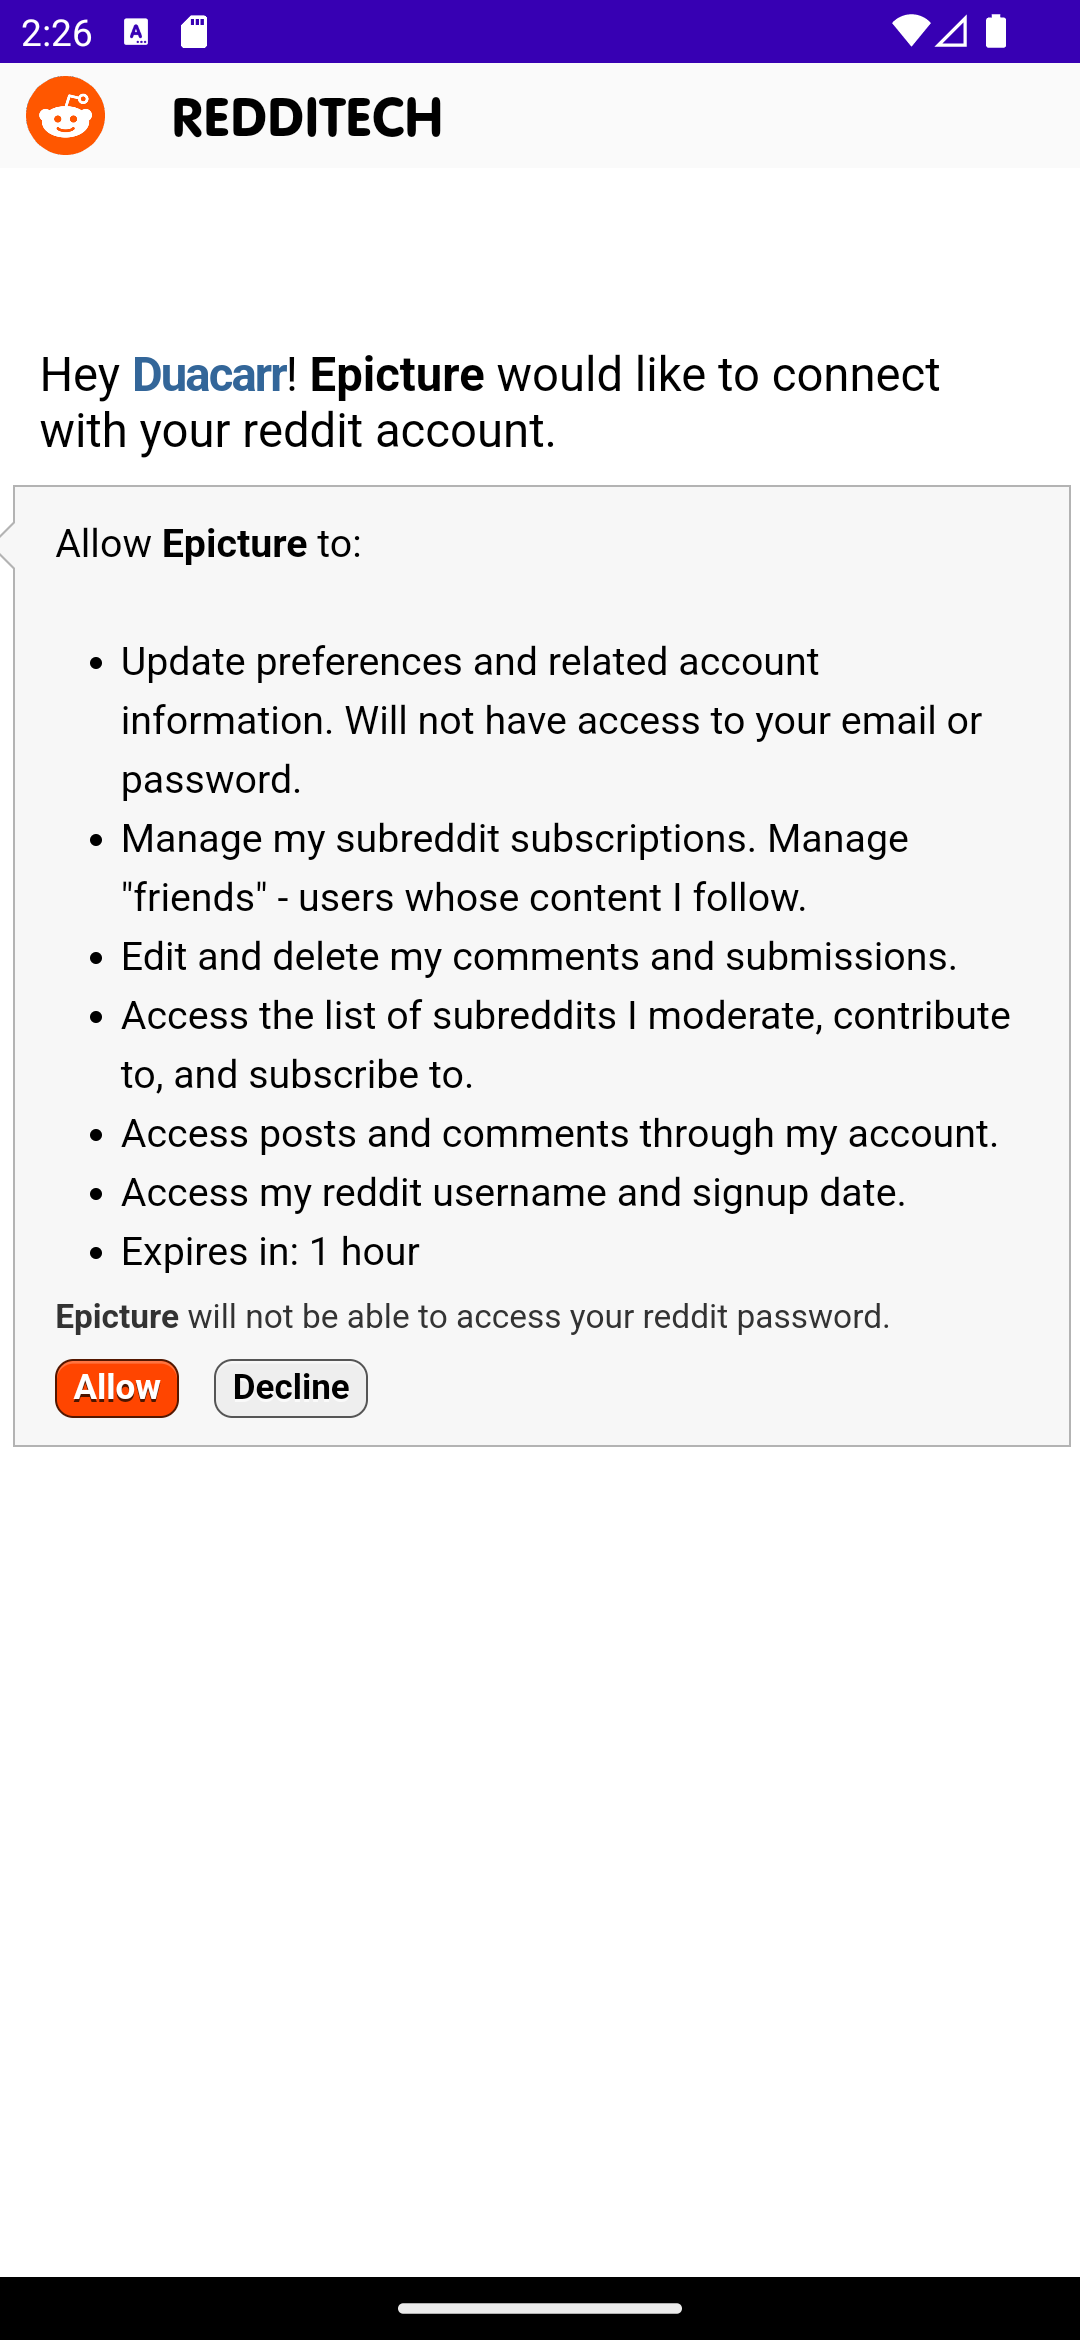 2:26
REDDITECH
Hey Duacarr! Epicture would like to connect
with your reddit account.
Allow Epicture to:
Update preferences and related account
information. Will not have access to your email or
password.
Manage my subreddit subscriptions. Manage
"friends" - users whose content I follow.
Edit and delete my comments and submissions.
Access the list of subreddits I moderate, contribute
to, and subscribe to.
Access posts and comments through my account.
Access my reddit username and signup date.
Expires in: 1 hour
Epicture will not be able to access your reddit password.
Allow Decline